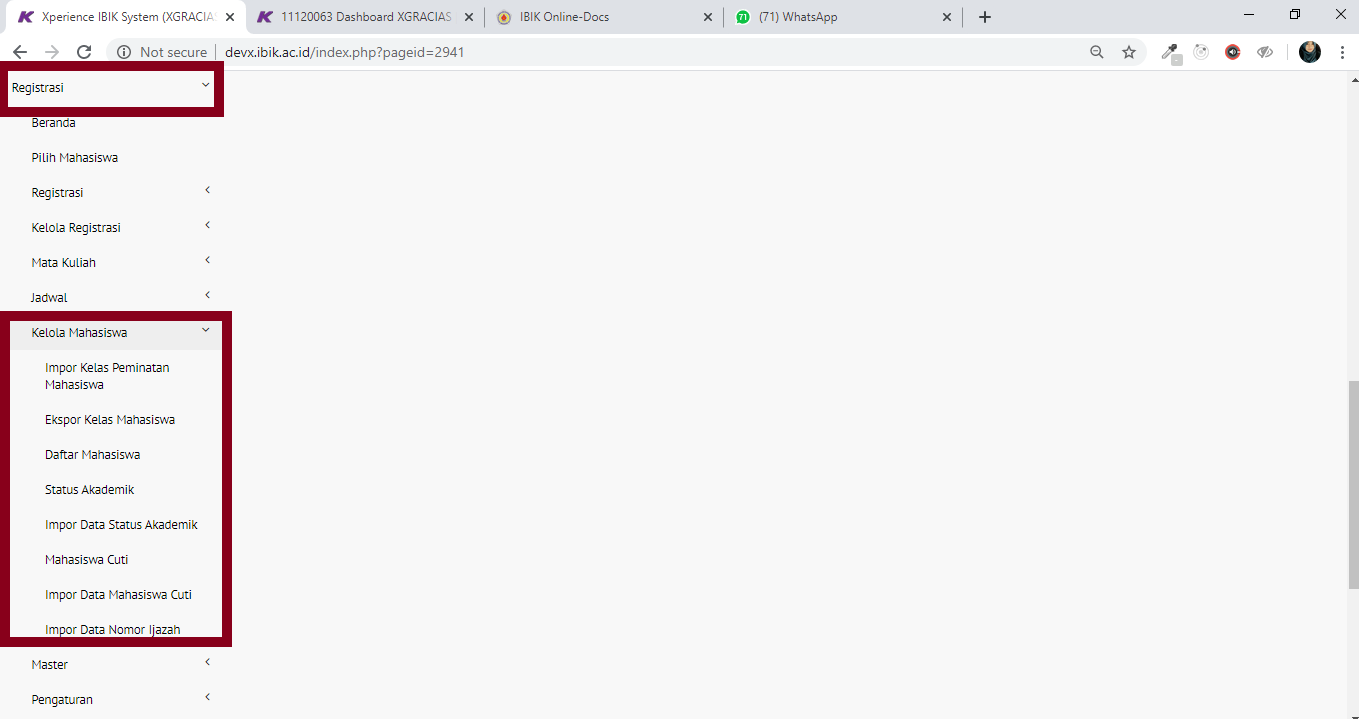 Xperience IBIK System (XGRACIAS
11120063 Dashboard XGRACIAS
IBIK Online-Docs
71
(71) WhatsApp
Not secure
devx.ibik.ac.id/index.php?pageid=2941
Registrasi
Beranda
Pilih Mahasiswa
Registrasi
Kelola Registrasi
Mata Kuliah
Jadwal
Kelola Mahasiswa
Impor Kelas Peminatan
Mahasiswa
Ekspor Kelas Mahasiswa
Daftar Mahasiswa
Status Akademik
Impor Data Status Akademik
Mahasiswa Cuti
Impor Data Mahasiswa Cuti
Impor Data Nomor Ijazah
Master
Pengaturan